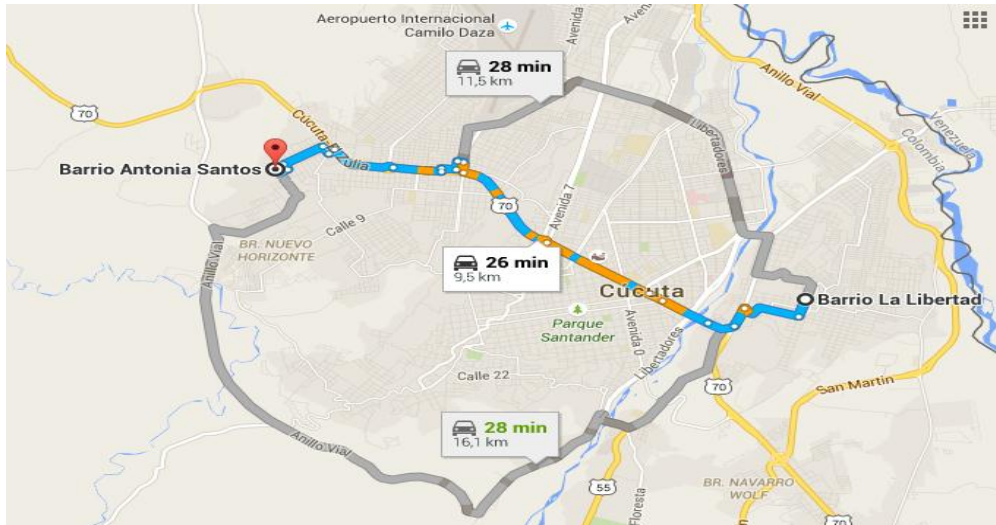 Aeropuerto Internacional
Camilo Daza
Avenida
28 min
11,5 km
Anillo Vial
70
Cúcuta - El Zulia
Libertadores
Venezuela
Colombia
Barrio Antonia Santos
70
Avenida 7
Calle 9
BR. NUEVO
HORIZONTE
Anillo Vial
26 min
9,5 km
Cúcuta
Barrio La Libertad
Parque
Santander
Avenida 0
Libertadores
Calle 22
70
San Martin
28 min
16,1 km
Anillo Vial
55
Floresta
BR. NAVARRO
WOLF
70